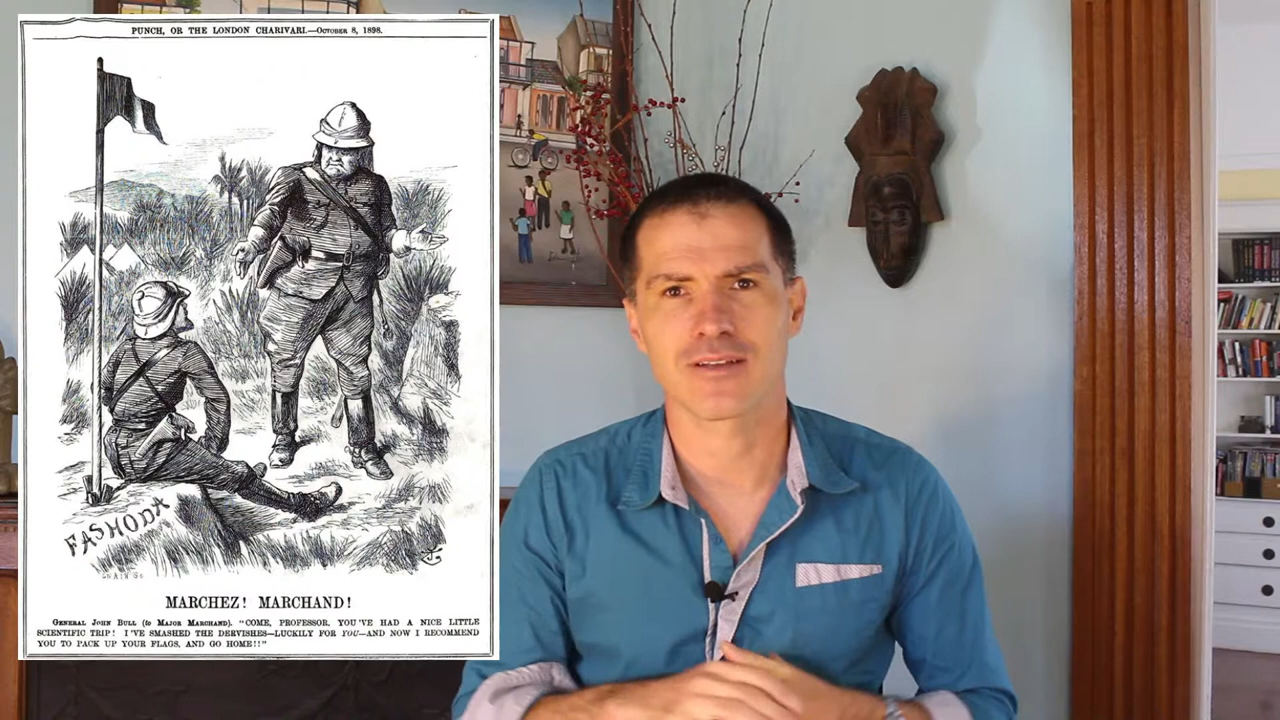 PUNCH, OR THE LONDON CHARIVARI.—OCTOBER 8, 1898.
FASHODA
MARCHEZ! MARCHAND!
GENERAL JOHN BULL (to MAJOR MARCHAND). "COME, PROFESSOR, YOU'VE HAD A NICE LITTLE
SCIENTIFIC TRIP! I'VE SMASHED THE DERVISHES—LUCKILY FOR YOU—AND NOW I RECOMMEND
YOU TO PACK UP YOUR FLAGS, AND GO HOME!!"